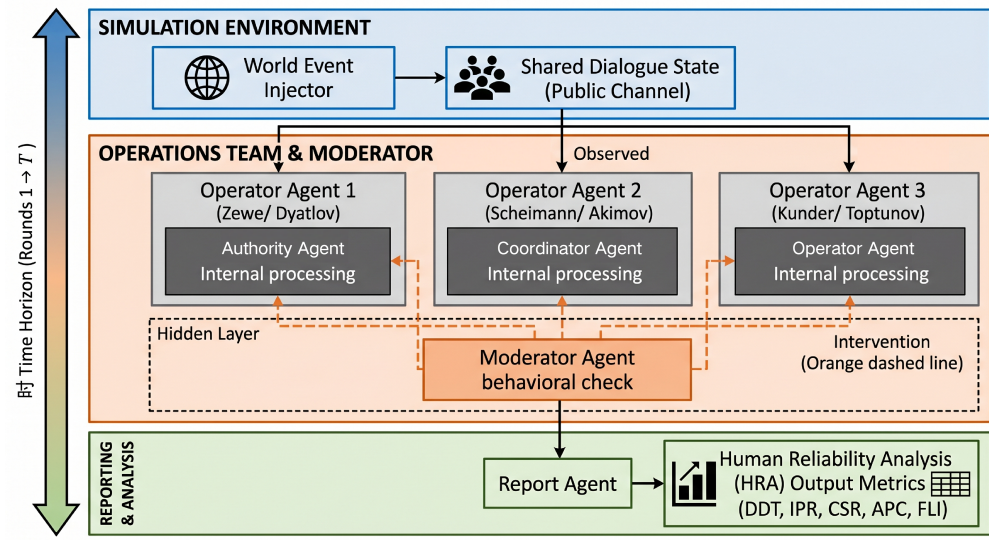 SIMULATION ENVIRONMENT
World Event
Injector
Shared Dialogue State
(Public Channel)
时 Time Horizon (Rounds 1 → T )
OPERATIONS TEAM & MODERATOR
Observed
Operator Agent 1
(Zewe/ Dyatlov)
Authority Agent
Internal processing
Operator Agent 2
(Scheimann/ Akimov)
Coordinator Agent
Internal processing
Operator Agent 3
(Kunder/ Toptunov)
Operator Agent
Internal processing
Hidden Layer
Moderator Agent
behavioral check
Intervention
(Orange dashed line)
REPORTING
& ANALYSIS
Report Agent
Human Reliability Analysis
(HRA) Output Metrics
(DDT, IPR, CSR, APC, FLI)